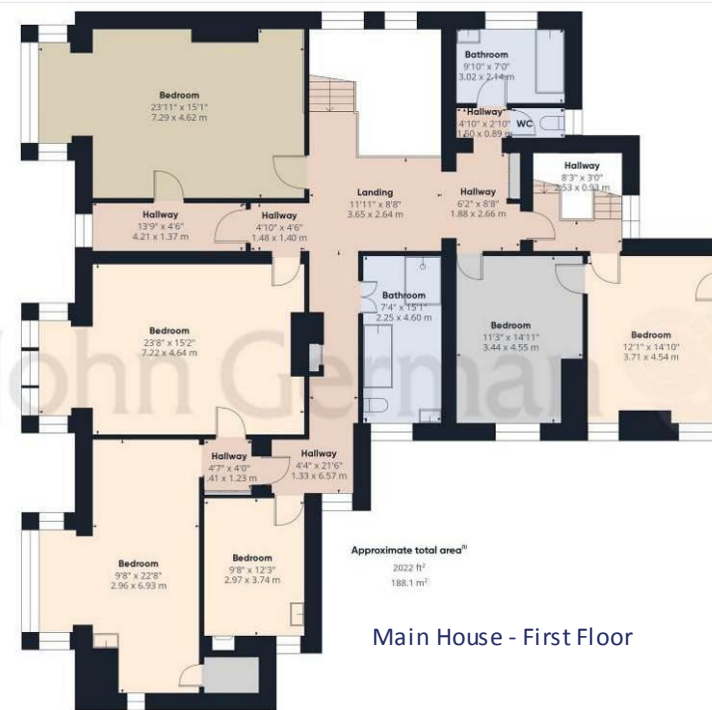 Bathroom
9'10" x 7'0"
3.02 x 2.14 m
Bedroom
23'11" x 15'1"
7.29 x 4.62 m
Hallway
4'10" x 2'10"
1.50 x 0.89 m
WC
Hallway
8'3" x 3'0"
2.53 x 0.93 m
Landing
11'11" x 8'8"
3.65 x 2.64 m
Hallway
6'2" x 8'8"
1.88 x 2.66 m
Hallway
13'9" x 4'6"
4.21 x 1.37 m
Hallway
4'10" x 4'6"
1.48 x 1.40 m
Bathroom
7'4" x 15'1"
2.25 x 4.60 m
Bedroom
23'8" x 15'2"
7.22 x 4.64 m
Bedroom
11'3" x 14'11"
3.44 x 4.55 m
Bedroom
12'1" x 14'10"
3.71 x 4.54 m
John German
Hallway
4'7" x 4'0"
.41 x 1.23 m
Hallway
4'4" x 21'6"
1.33 x 6.57 m
Bedroom
9'8" x 22'8"
2.96 x 6.93 m
Bedroom
9'8" x 12'3"
2.97 x 3.74 m
Approximate total area(1)
2022 ft²
188.1 m²
Main House - First Floor